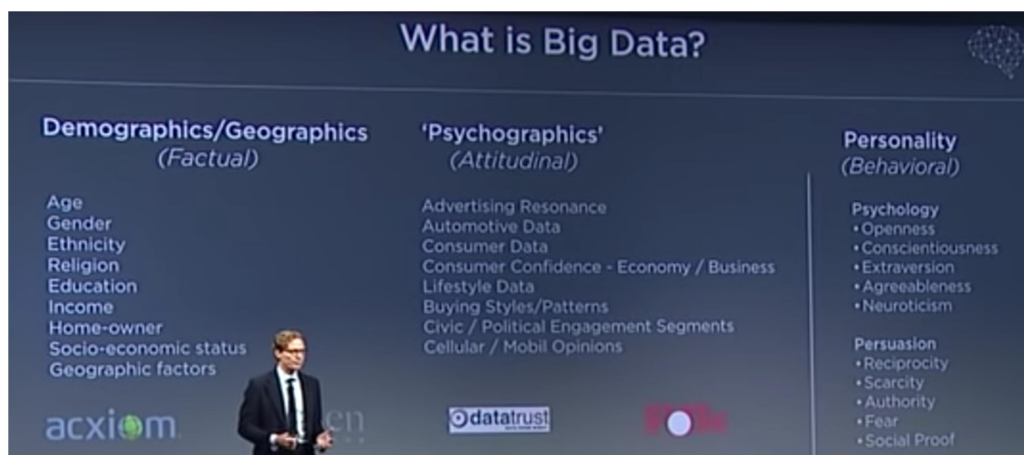 What is Big Data?
Demographics/Geographics
(Factual)
Age
Gender
Ethnicity
Religion
Education
Income
Home-owner
Socio-economic status
Geographic factors
acxiom
'Psychographics'
(Attitudinal)
Advertising Resonance
Automotive Data
Consumer Data
Consumer Confidence - Economy / Business
Lifestyle Data
Buying Styles/Patterns
Civic / Political Engagement Segments
Cellular / Mobil Opinions
datatrust
Personality
(Behavioral)
Psychology
• Openness
• Conscientiousness
• Extraversion
• Agreeableness
• Neuroticism
Persuasion
• Reciprocity
• Scarcity
• Authority
• Fear
• Social Proof